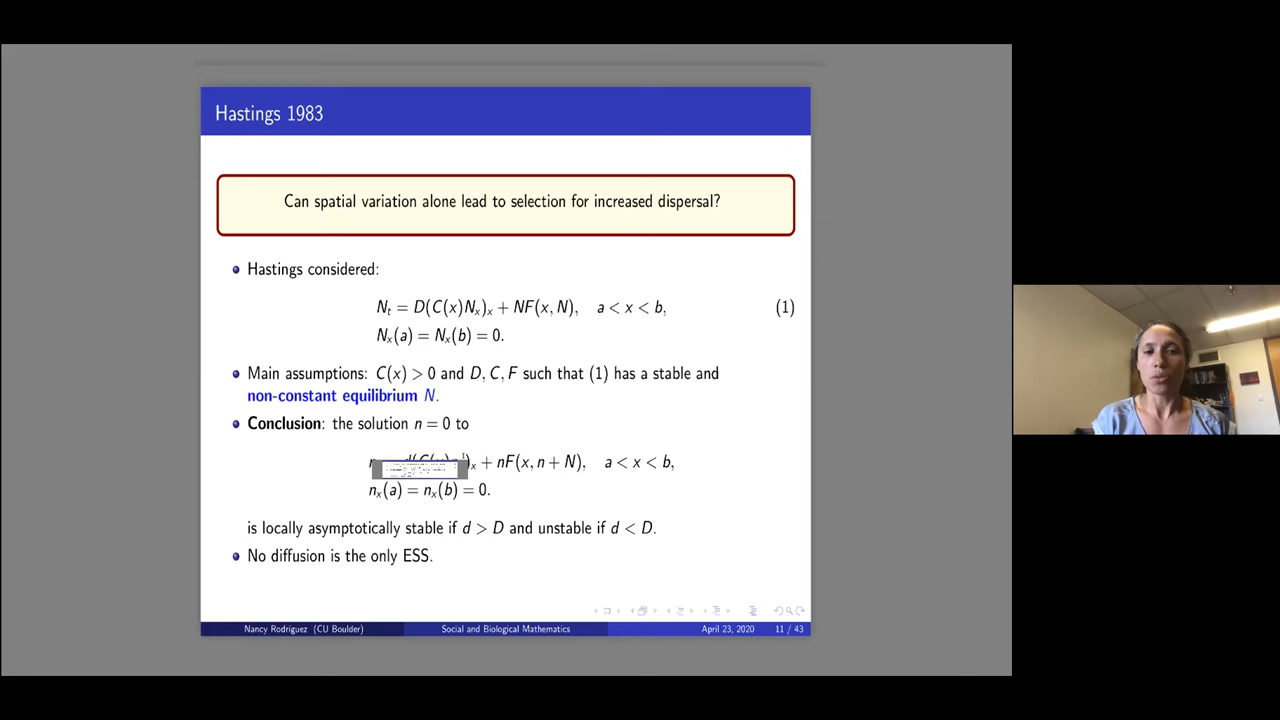 Hastings 1983
Can spatial variation alone lead to selection for increased dispersal?
Hastings considered:
N_t = D(C(x)N_x)_x + NF(x, N), a < x < b, (1)
N_x(a) = N_x(b) = 0.
Main assumptions: C(x) > 0 and D, C, F such that (1) has a stable and
non-constant equilibrium N.
Conclusion: the solution n = 0 to
)_x + nF(x, n + N), a < x < b,
n_x(a) = n_x(b) = 0.
is locally asymptotically stable if d > D and unstable if d < D.
No diffusion is the only ESS.
Nancy Rodriguez (CU Boulder) Social and Biological Mathematics April 23, 2020 11 / 43